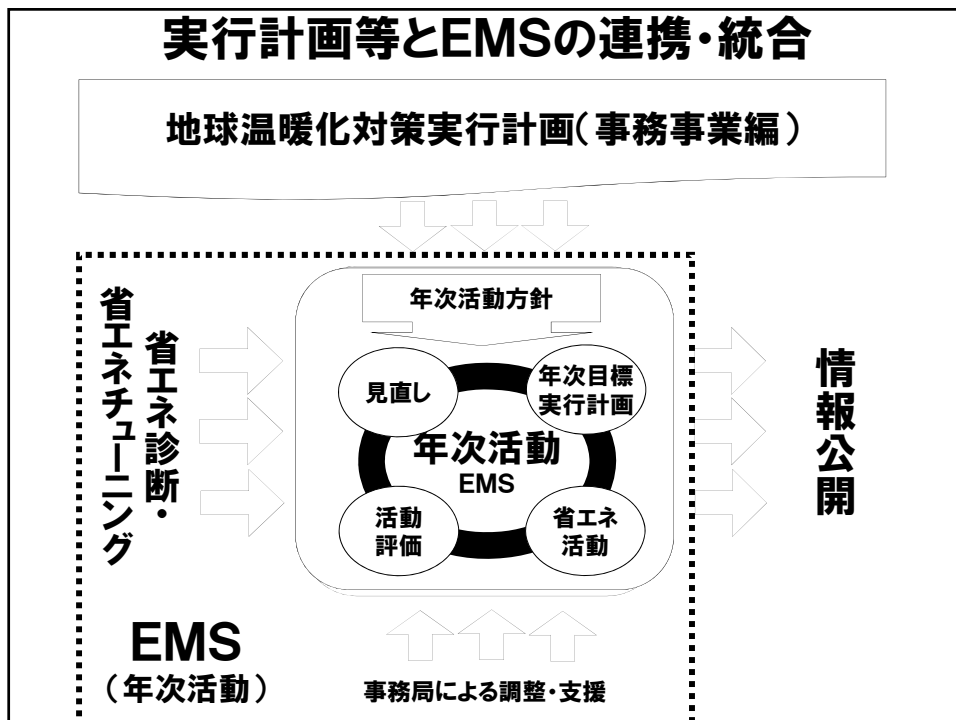 実行計画等とEMSの連携・統合
地球温暖化対策実行計画(事務事業編)
省エネ診断・
省エネチューニング
年次活動方針
見直し
年次目標
実行計画
年次活動
EMS
活動
評価
省エネ
活動
情報公開
EMS
(年次活動)
事務局による調整・支援